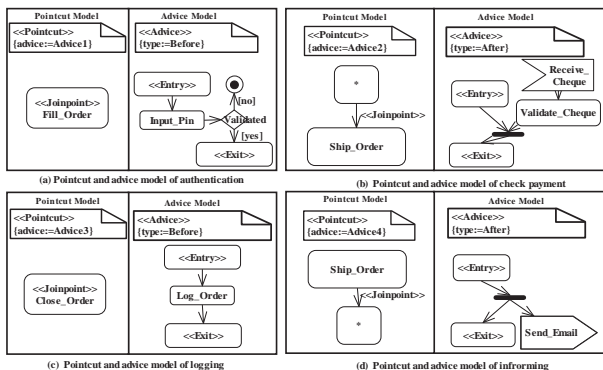 Pointcut Model
Advice Model
<<Pointcut>>
{advice:=Advice1}
<<Advice>>
{type:=Before}
<<Joinpoint>>
Fill_Order
<<Entry>>
[no]
Input_Pin
Validated
[yes]
<<Exit>>
(a) Pointcut and advice model of authentication
Pointcut Model
Advice Model
<<Pointcut>>
{advice:=Advice2}
<<Advice>>
{type:=After}
*
<<Joinpoint>>
Ship_Order
Receive_
Cheque
<<Entry>>
Validate_Cheque
<<Exit>>
(b) Pointcut and advice model of check payment
Pointcut Model
Advice Model
<<Pointcut>>
{advice:=Advice3}
<<Advice>>
{type:=Before}
<<Joinpoint>>
Close_Order
<<Entry>>
Log_Order
<<Exit>>
(c) Pointcut and advice model of logging
Pointcut Model
Advice Model
<<Pointcut>>
{advice:=Advice4}
<<Advice>>
{type:=After}
Ship_Order
<<Joinpoint>>
*
<<Entry>>
<<Exit>>
Send_Email
(d) Pointcut and advice model of infrorming